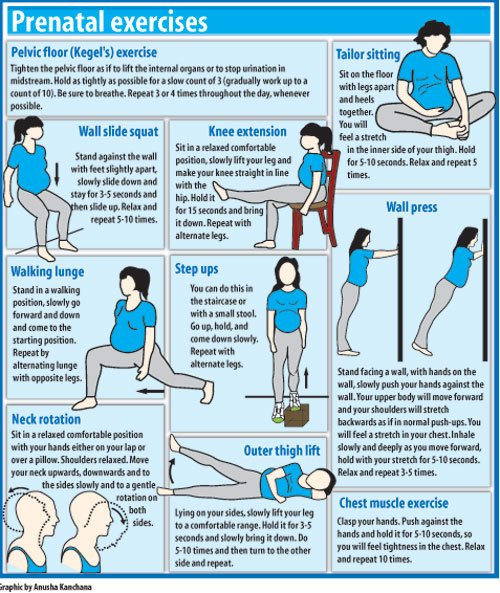 Prenatal exercises
Pelvic floor (Kegel's) exercise
Tighten the pelvic floor as if to lift the internal organs or to stop urination in
midstream. Hold as tightly as possible for a slow count of 3 (gradually work up to a
count of 10). Be sure to breathe. Repeat 3 or 4 times throughout the day, whenever
possible.
Tailor sitting
Sit on the floor
with legs apart
and heels
together.
You will
feel a stretch
in the inner side of your thigh. Hold
for 5-10 seconds. Relax and repeat 5
times.
Wall slide squat
Stand against the wall
with feet slightly apart,
slowly slide down and
stay for 3-5 seconds and
then slide up. Relax and
repeat 5-10 times.
Knee extension
Sit in a relaxed comfortable
position, slowly lift your leg and
make your knee straight in line
with the
hip. Hold it
for 15 seconds and bring
it down. Repeat with
alternate legs.
Wall press
Stand facing a wall, with hands on the
wall, slowly push your hands against the
wall. Your upper body will move forward
and your shoulders will stretch
backwards as if in normal push-ups. You
will feel a stretch in your chest. Inhale
slowly and deeply as you move forward,
hold with your stretch for 5-10 seconds.
Relax and repeat 3-5 times.
Walking lunge
Stand in a walking
position, slowly go
forward and down
and come to the
starting position.
Repeat by
alternating lunge
with opposite legs.
Step ups
You can do this in
the staircase or
with a small stool.
Go up, hold, and
come down slowly.
Repeat with
alternate legs.
Neck rotation
Sit in a relaxed comfortable position
with your hands either on your lap or
over a pillow. Shoulders relaxed. Move
your neck upwards, downwards and to
the sides slowly and to a gentle
rotation on
both
sides.
Outer thigh lift
Lying on your sides, slowly lift your leg
to a comfortable range. Hold it for 3-5
seconds and slowly bring it down. Do
5-10 times and then turn to the other
side and repeat.
Chest muscle exercise
Clasp your hands. Push against the
hands and hold it for 5-10 seconds, so
you will feel tightness in the chest. Relax
and repeat 10 times.
Graphic by Anusha Kanchana